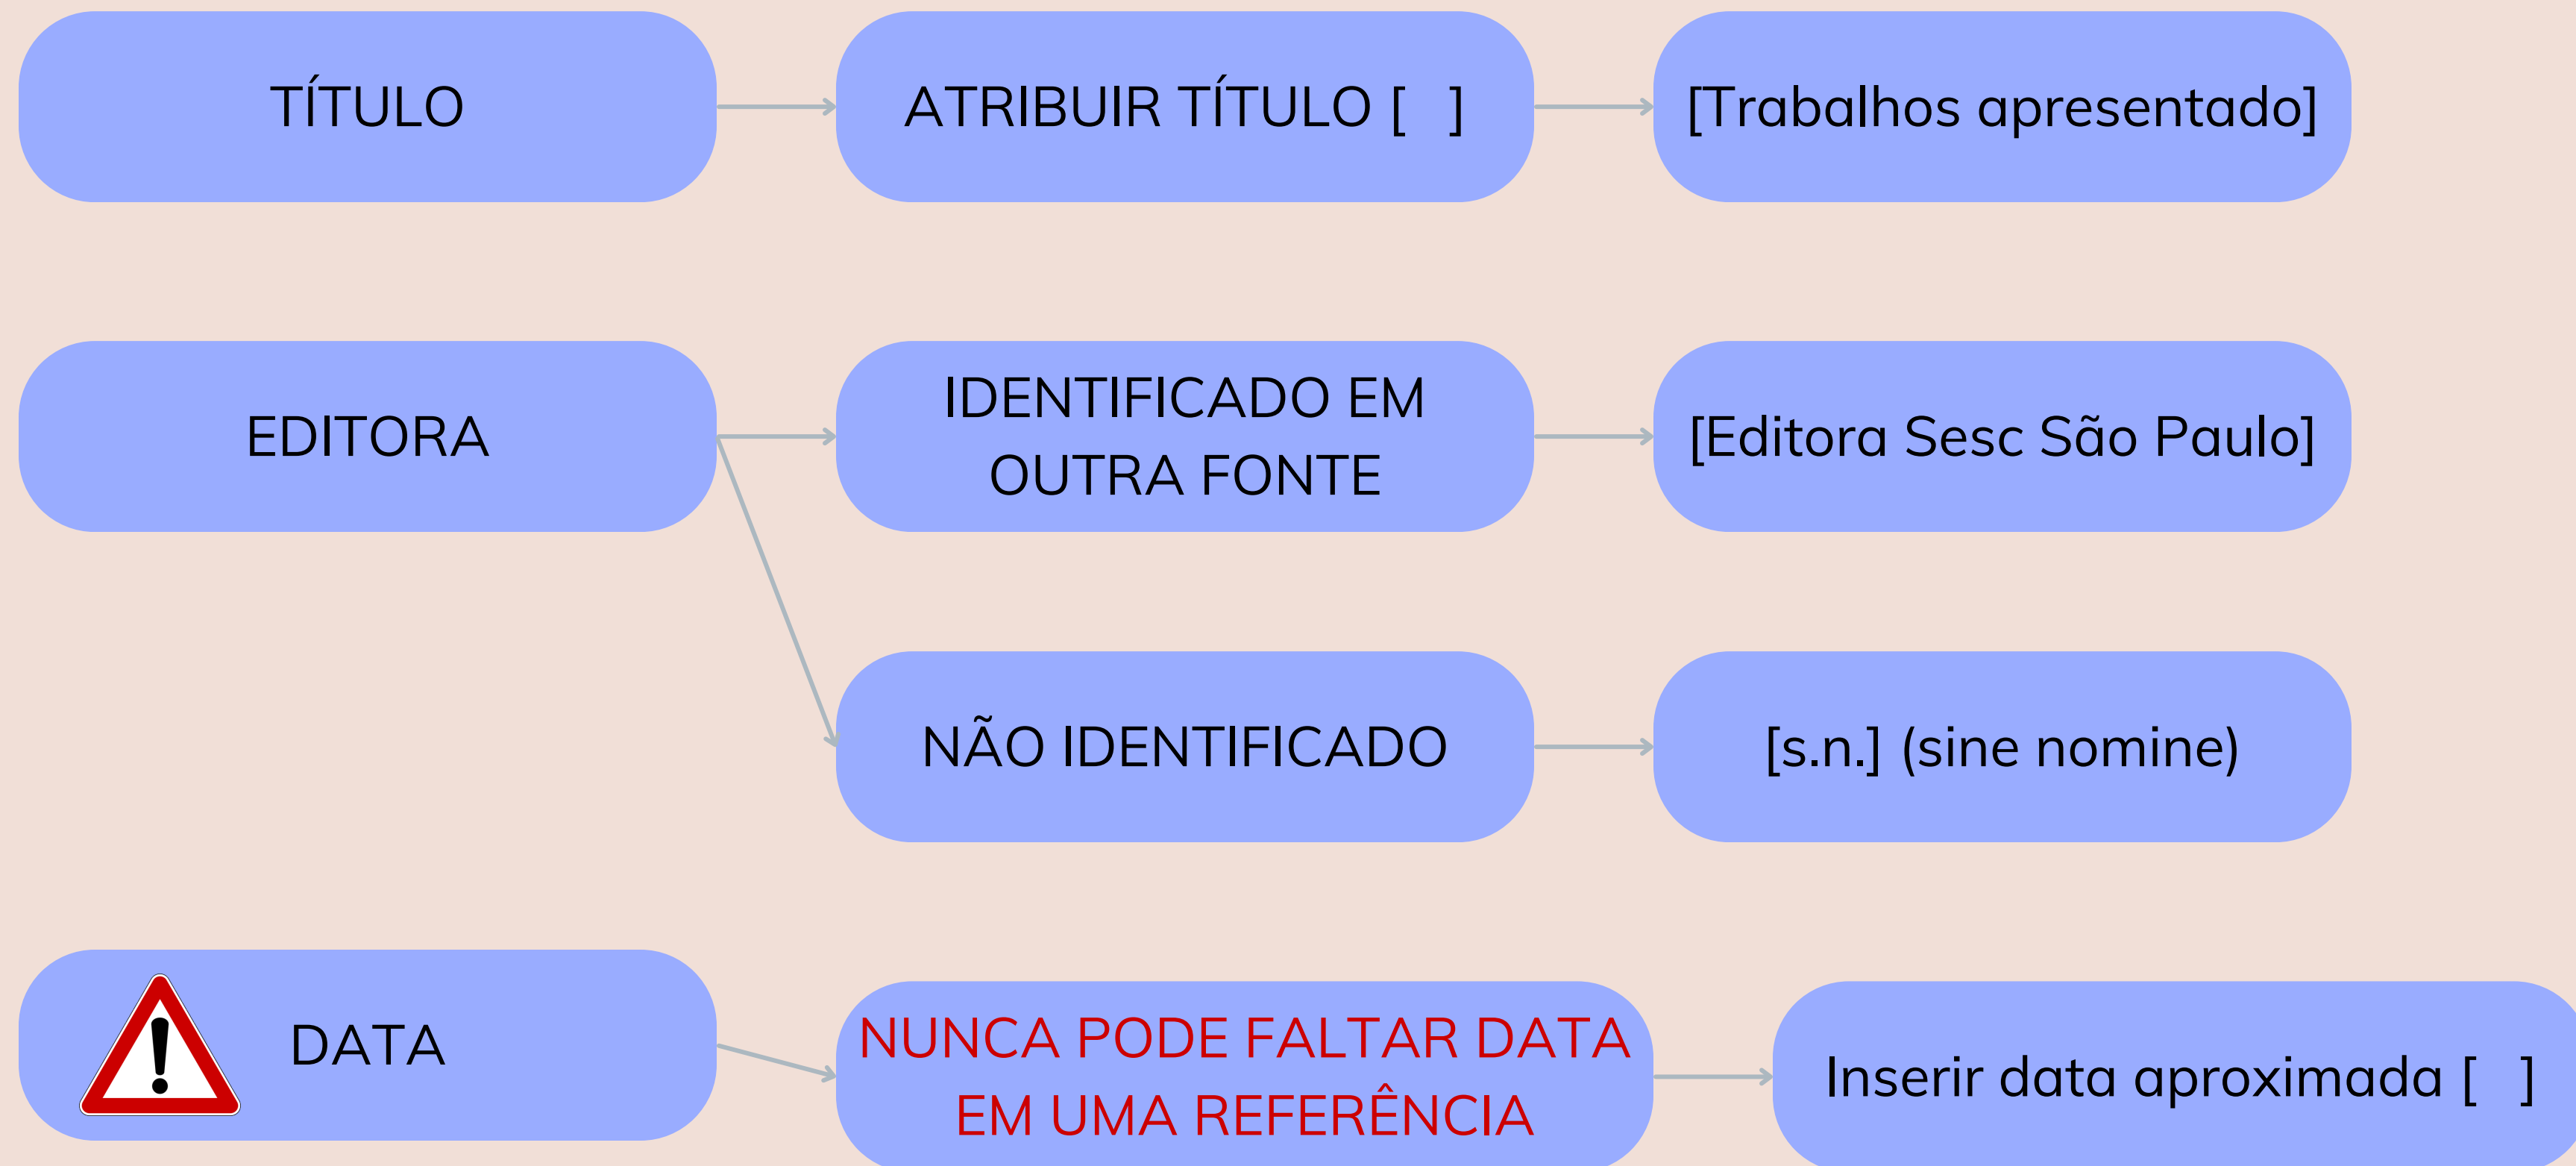 TÍTULO
ATRIBUIR TÍTULO [ ]
[Trabalhos apresentado]
EDITORA
IDENTIFICADO EM
OUTRA FONTE
[Editora Sesc São Paulo]
NÃO IDENTIFICADO
[s.n.] (sine nomine)
DATA
NUNCA PODE FALTAR DATA
EM UMA REFERÊNCIA
Inserir data aproximada [ ]